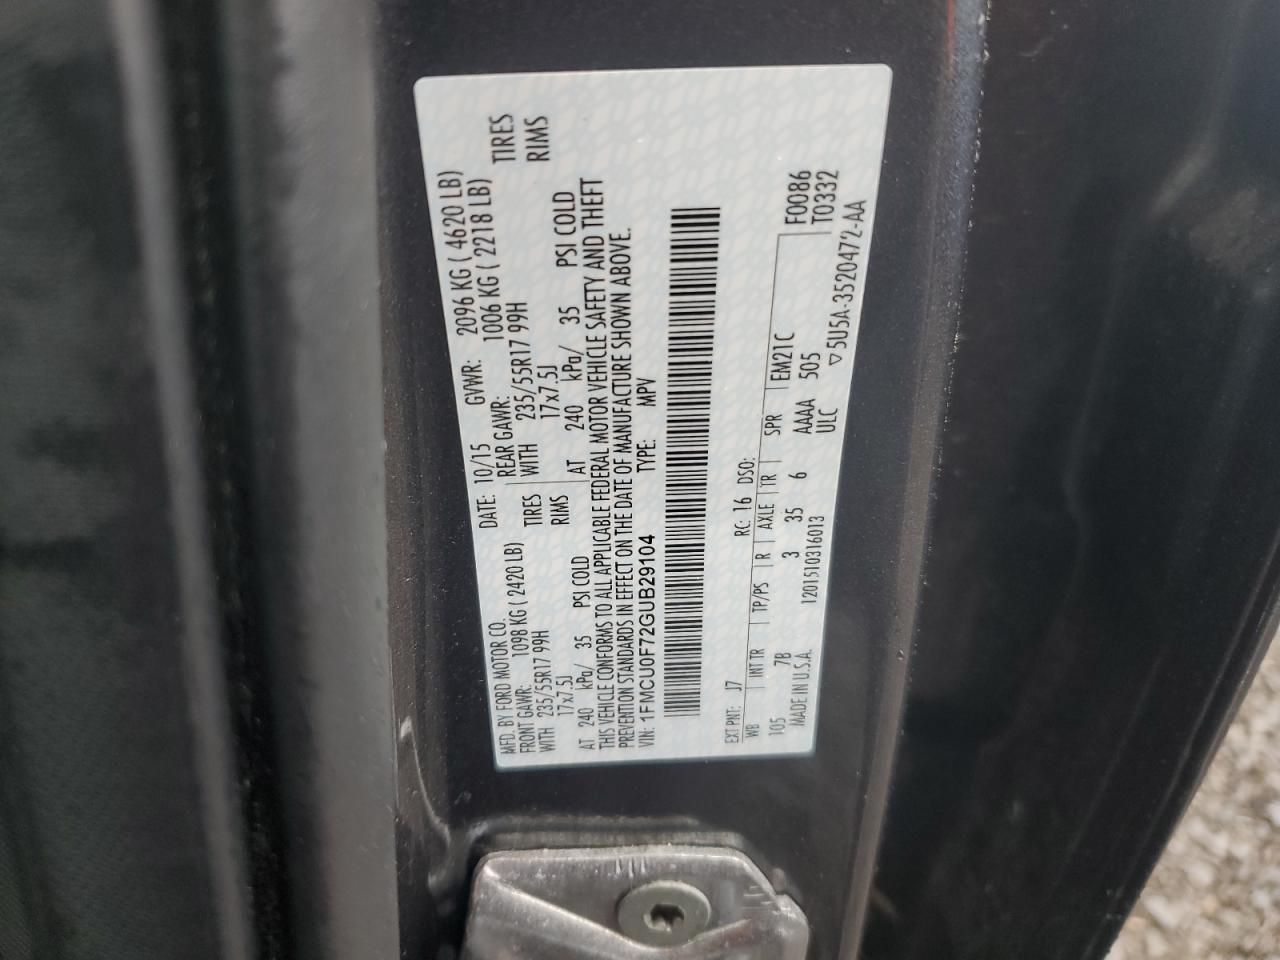 MFD. BY FORD MOTOR CO. DATE: 10/15 GVWR: 2096 KG ( 4620 LB)
FRONT GAWR: 1098 KG ( 2420 LB) REAR GAWR: 1006 KG ( 2218 LB)
WITH 235/55R17 99H TIRES WITH 235/55R17 99H TIRES
17x7.5J RIMS 17x7.5J RIMS
AT 240 kPa/ 35 PSI COLD AT 240 kPa/ 35 PSI COLD
THIS VEHICLE CONFORMS TO ALL APPLICABLE FEDERAL MOTOR VEHICLE SAFETY AND THEFT
PREVENTION STANDARDS IN EFFECT ON THE DATE OF MANUFACTURE SHOWN ABOVE.
VIN: 1FMCU0F72GUB29104 TYPE: MPV
EXT PNT: J7 RC: 16 DSO: F0086
WB INT TR TP/PS R AXLE TR SPR EM21C T0332
105 7B 3 35 6 AAAA 505
MADE IN U.S.A. 1201510316013 ULC ▽5U5A-3520472-AA